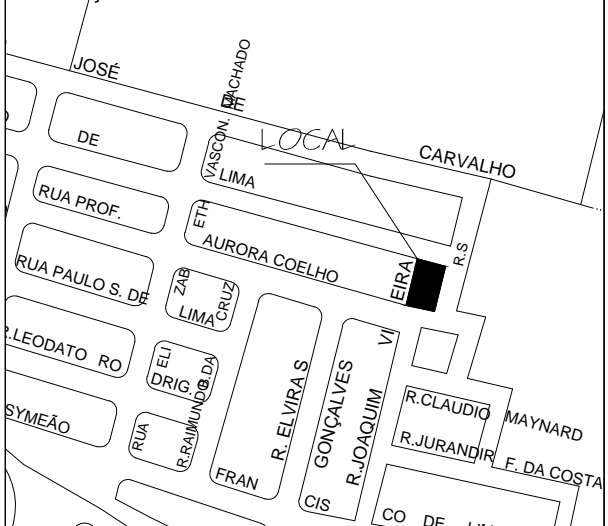 JOSÉ
MACHADO
E
VASCON.
LOCAL
DE
CARVALHO
LIMA
RUA PROF.
ETH
AURORA COELHO
R.S
EIRA
RUA PAULO S. DE
ZAB
CRUZ
LIMA
R.LEODATO RO
ELI
DRIG.
B.DA
R.RAIMUNDO
R. ELVIRA S
GONÇALVES
R.JOAQUIM
VI
R.CLAUDIO MAYNARD
SYMEÃO
RUA
R.JURANDIR F. DA COSTA
FRAN
CIS
CO DE